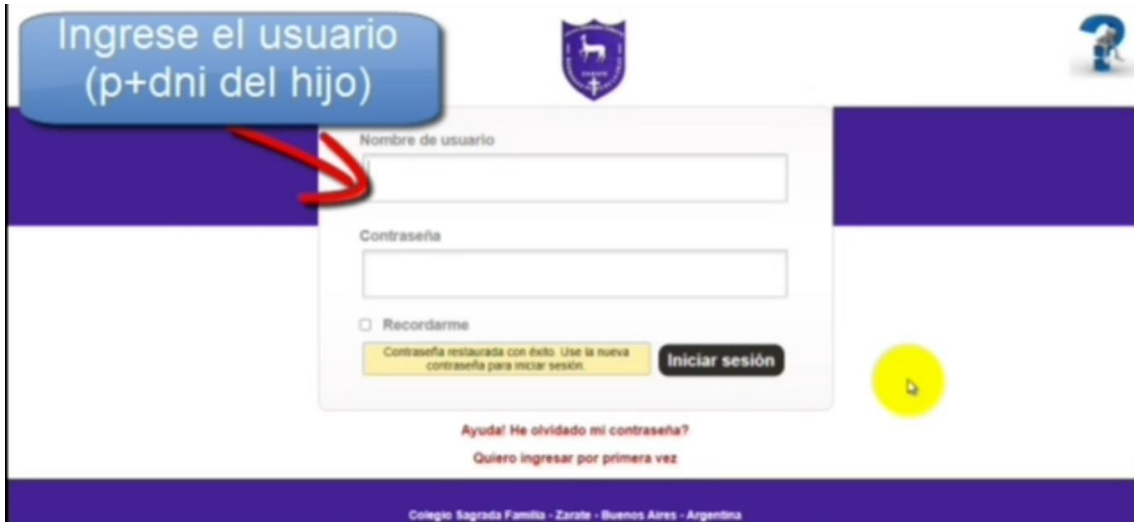 Ingrese el usuario
(p+dni del hijo)
ZARATE
Nombre de usuario
Contraseña
Recordarme
Contraseña restaurada con éxito. Use la nueva
contraseña para iniciar sesión.
Iniciar sesión
Ayuda! He olvidado mi contraseña?
Quiero ingresar por primera vez
Colegio Sagrada Familia - Zarate - Buenos Aires - Argentina